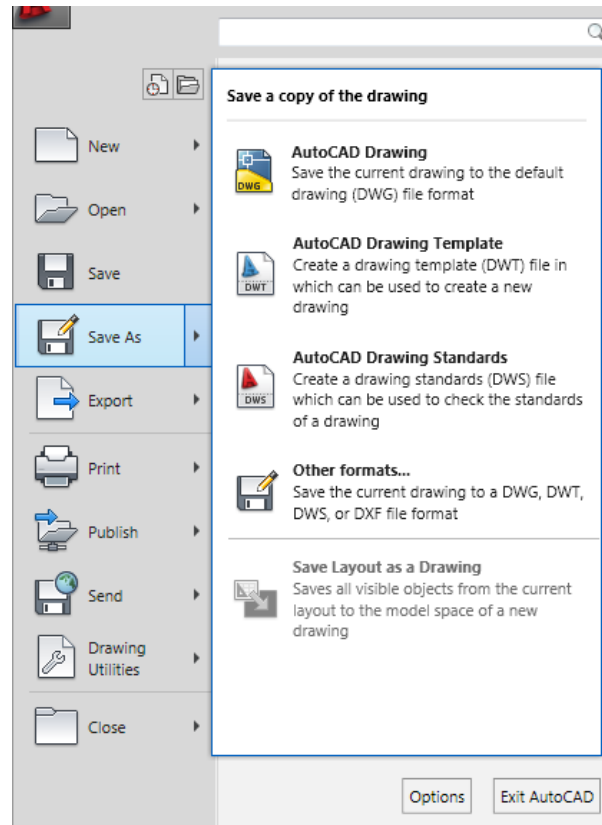 Save a copy of the drawing
New
Open
Save
Save As
Export
Print
Publish
Send
Drawing
Utilities
Close
DWG
AutoCAD Drawing
Save the current drawing to the default
drawing (DWG) file format
DWT
AutoCAD Drawing Template
Create a drawing template (DWT) file in
which can be used to create a new
drawing
DWS
AutoCAD Drawing Standards
Create a drawing standards (DWS) file
which can be used to check the standards
of a drawing
Other formats...
Save the current drawing to a DWG, DWT,
DWS, or DXF file format
Save Layout as a Drawing
Saves all visible objects from the current
layout to the model space of a new
drawing
Options
Exit AutoCAD